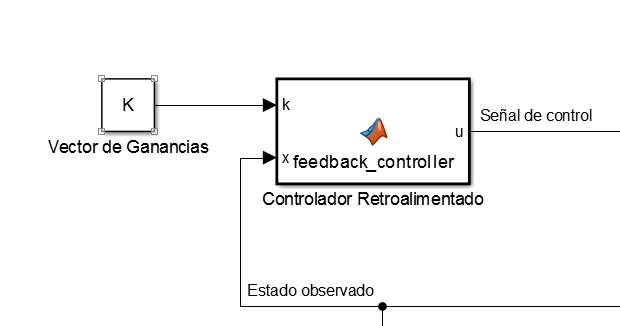 K
Vector de Ganancias
k
x
feedback_controller
u
Controlador Retroalimentado
Señal de control
Estado observado